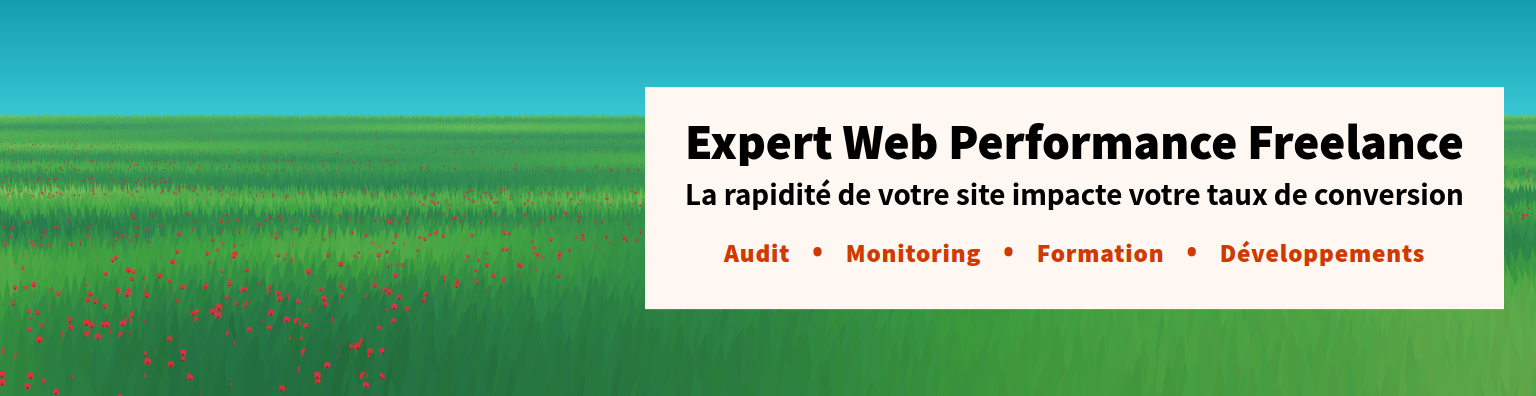 Expert Web Performance Freelance
La rapidité de votre site impacte votre taux de conversion
Audit • Monitoring • Formation • Développements